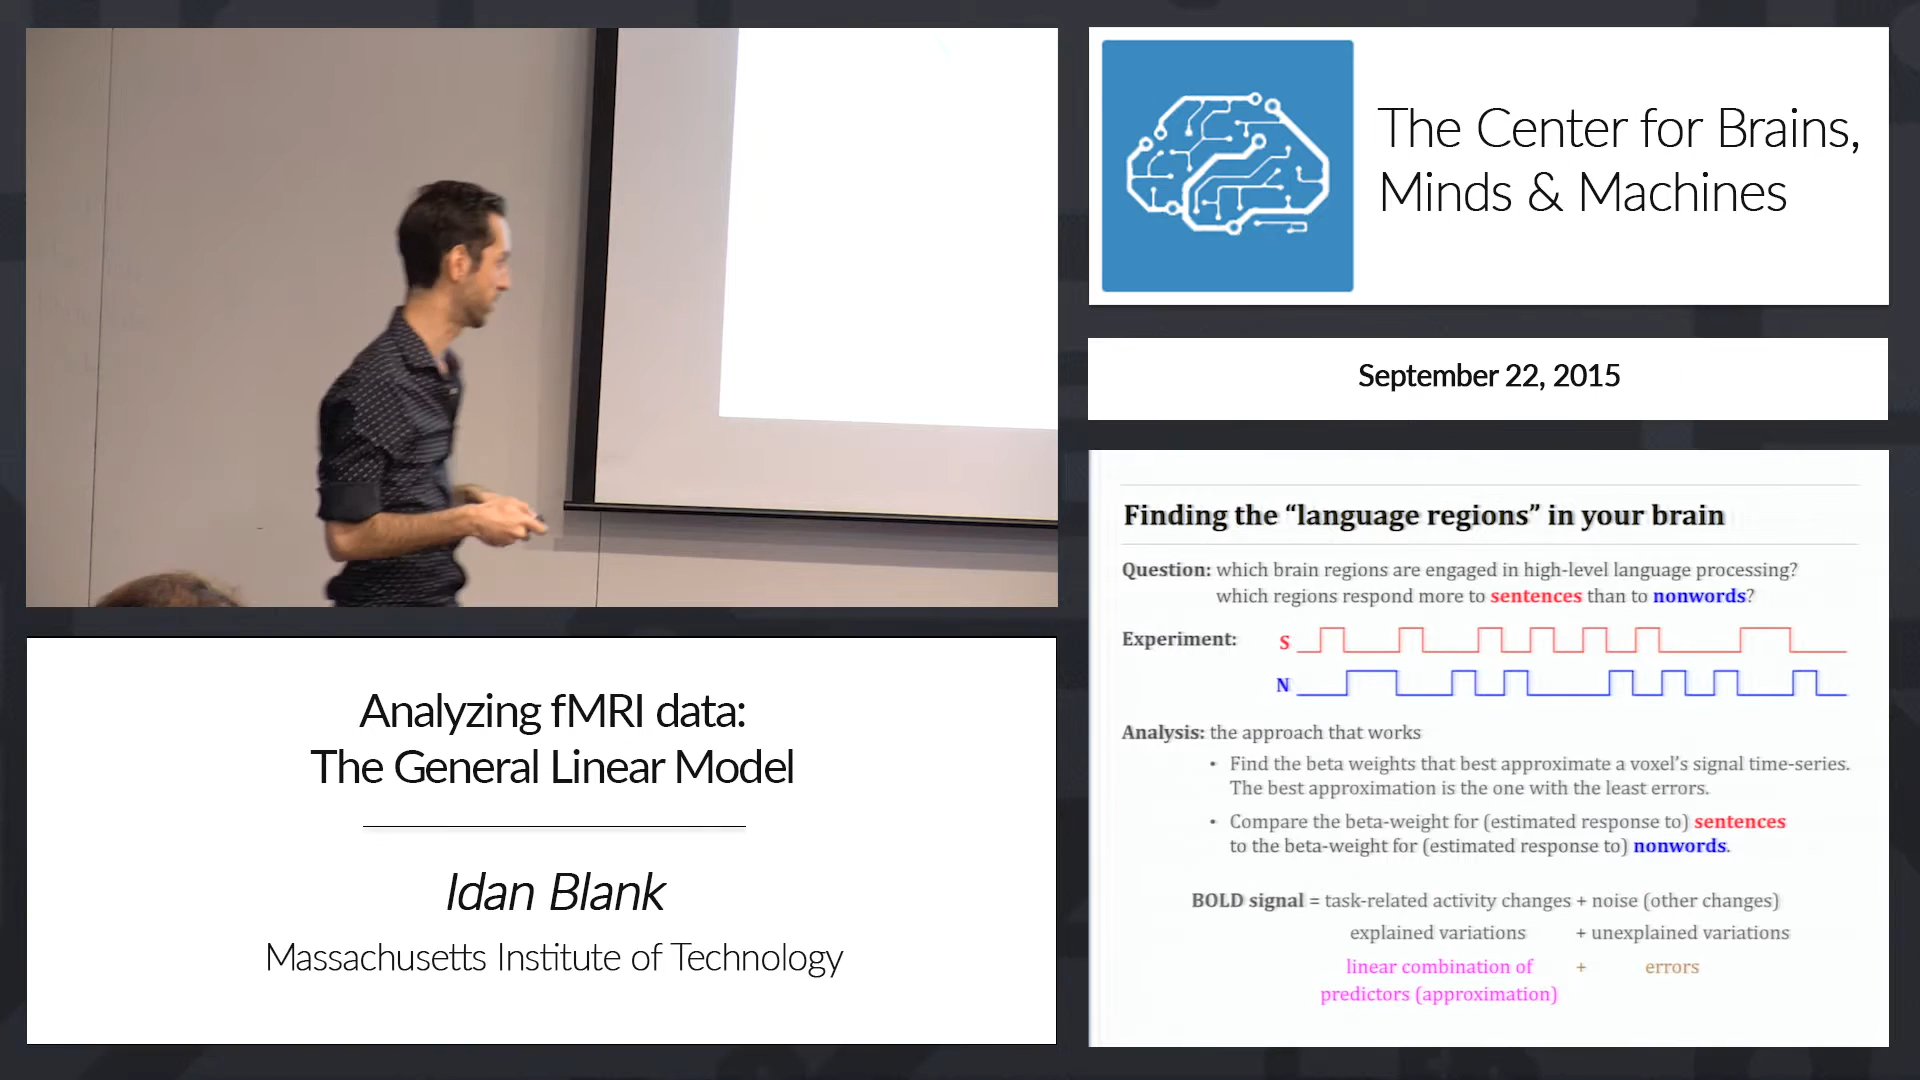 The Center for Brains,
Minds & Machines
September 22, 2015
Analyzing fMRI data:
The General Linear Model
Idan Blank
Massachusetts Institute of Technology
Finding the “language regions” in your brain
Question: which brain regions are engaged in high-level language processing?
which regions respond more to sentences than to nonwords?
Experiment:
S
N
Analysis: the approach that works
• Find the beta weights that best approximate a voxel’s signal time-series.
The best approximation is the one with the least errors.
• Compare the beta-weight for (estimated response to) sentences
to the beta-weight for (estimated response to) nonwords.
BOLD signal = task-related activity changes + noise (other changes)
explained variations + unexplained variations
linear combination of + errors
predictors (approximation)